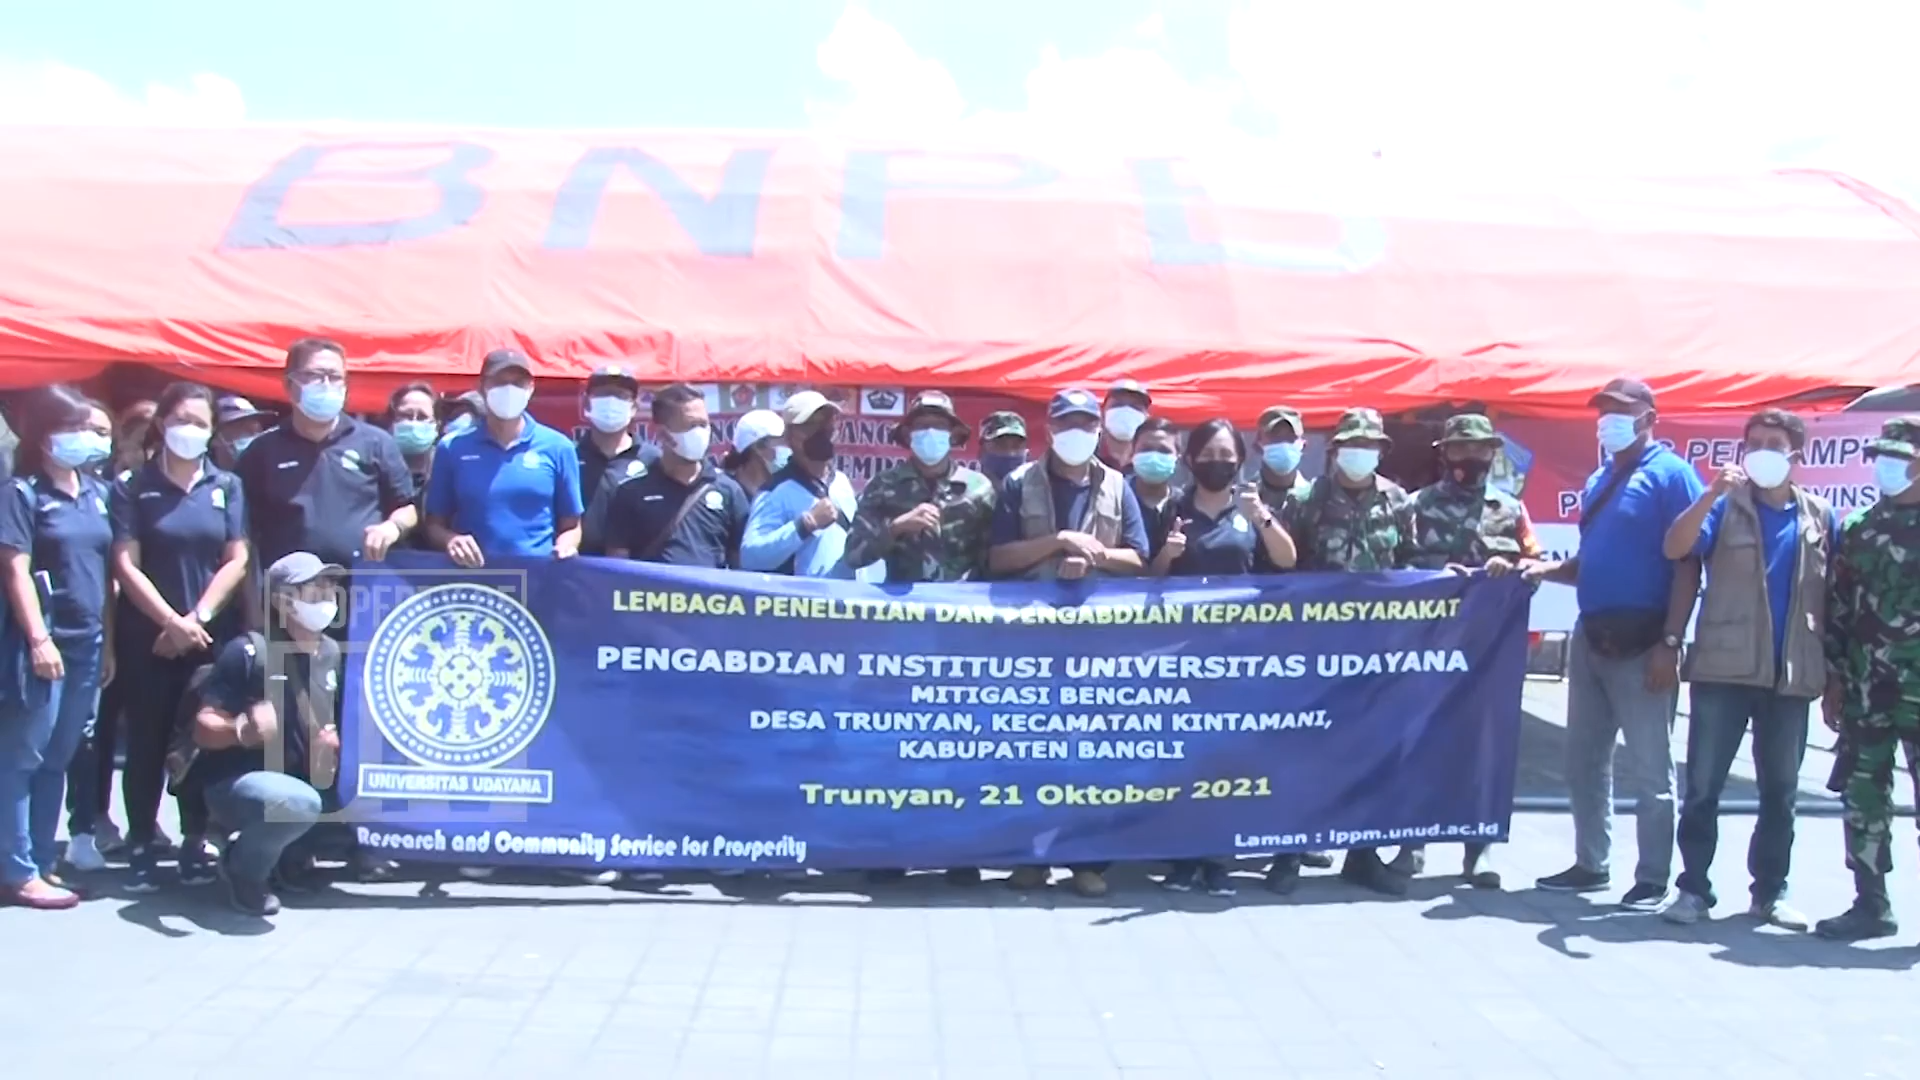 BNPB
LEMBAGA PENELITIAN DAN PENGABDIAN KEPADA MASYARAKAT
PENGABDIAN INSTITUSI UNIVERSITAS UDAYANA
MITIGASI BENCANA
DESA TRUNYAN, KECAMATAN KINTAMANI,
KABUPATEN BANGLI
Trunyan, 21 Oktober 2021
UNIVERSITAS UDAYANA
Research and Community Service for Prosperity
Laman : lppm.unud.ac.id